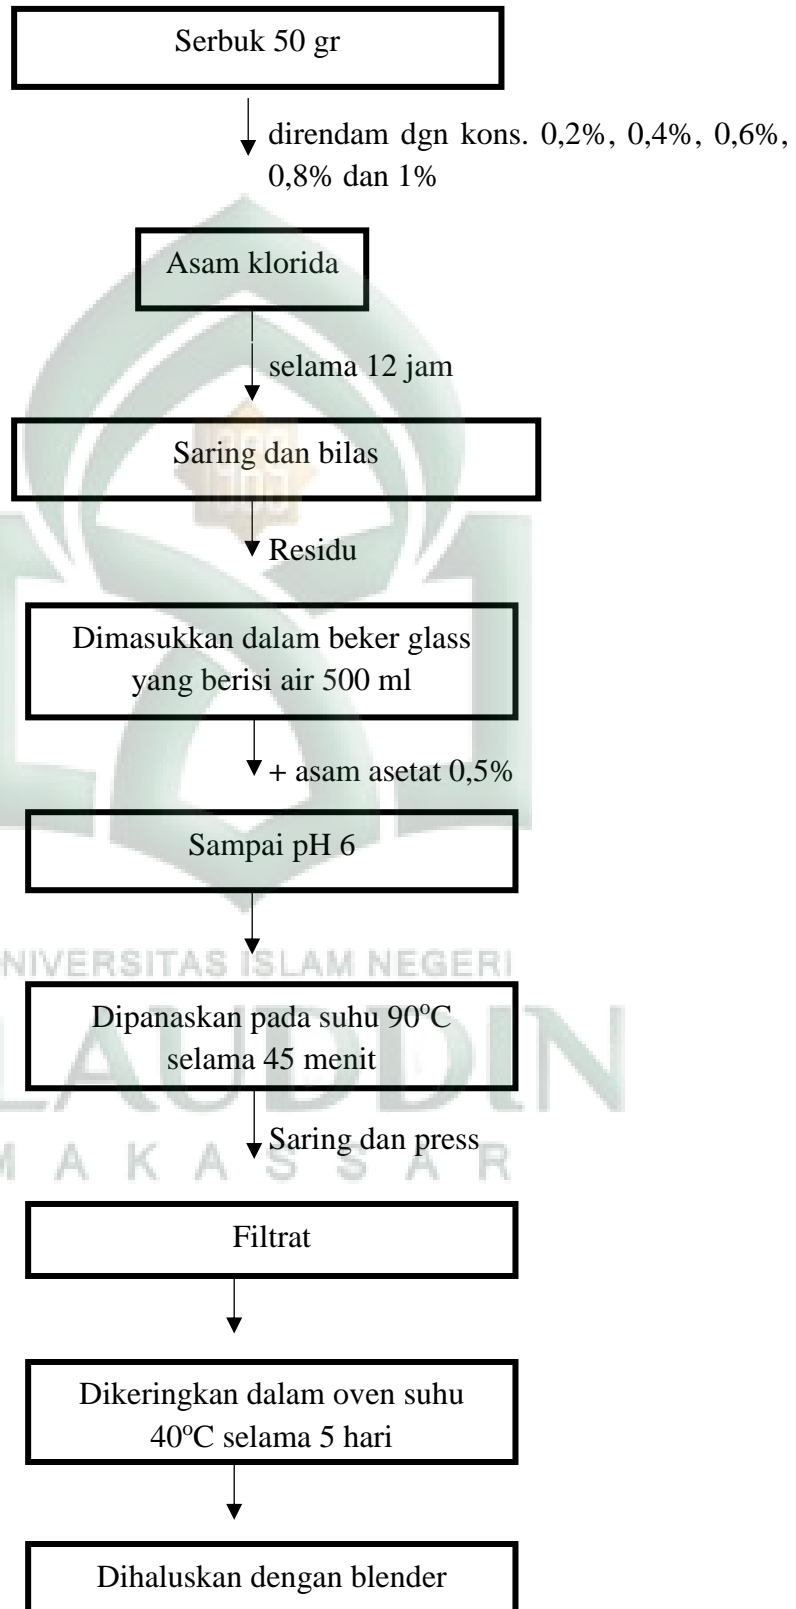 Serbuk 50 gr
direndam dgn kons. 0,2%, 0,4%, 0,6%,
0,8% dan 1%
Asam klorida
selama 12 jam
Saring dan bilas
Residu
Dimasukkan dalam beker glass
yang berisi air 500 ml
+ asam asetat 0,5%
Sampai pH 6
NIVERSITAS ISLAM NEGERI
Dipanaskan pada suhu 90°C
selama 45 menit
LAUDDIN
Saring dan press
M A K A S S A R
Filtrat
Dikeringkan dalam oven suhu
40°C selama 5 hari
Dihaluskan dengan blender